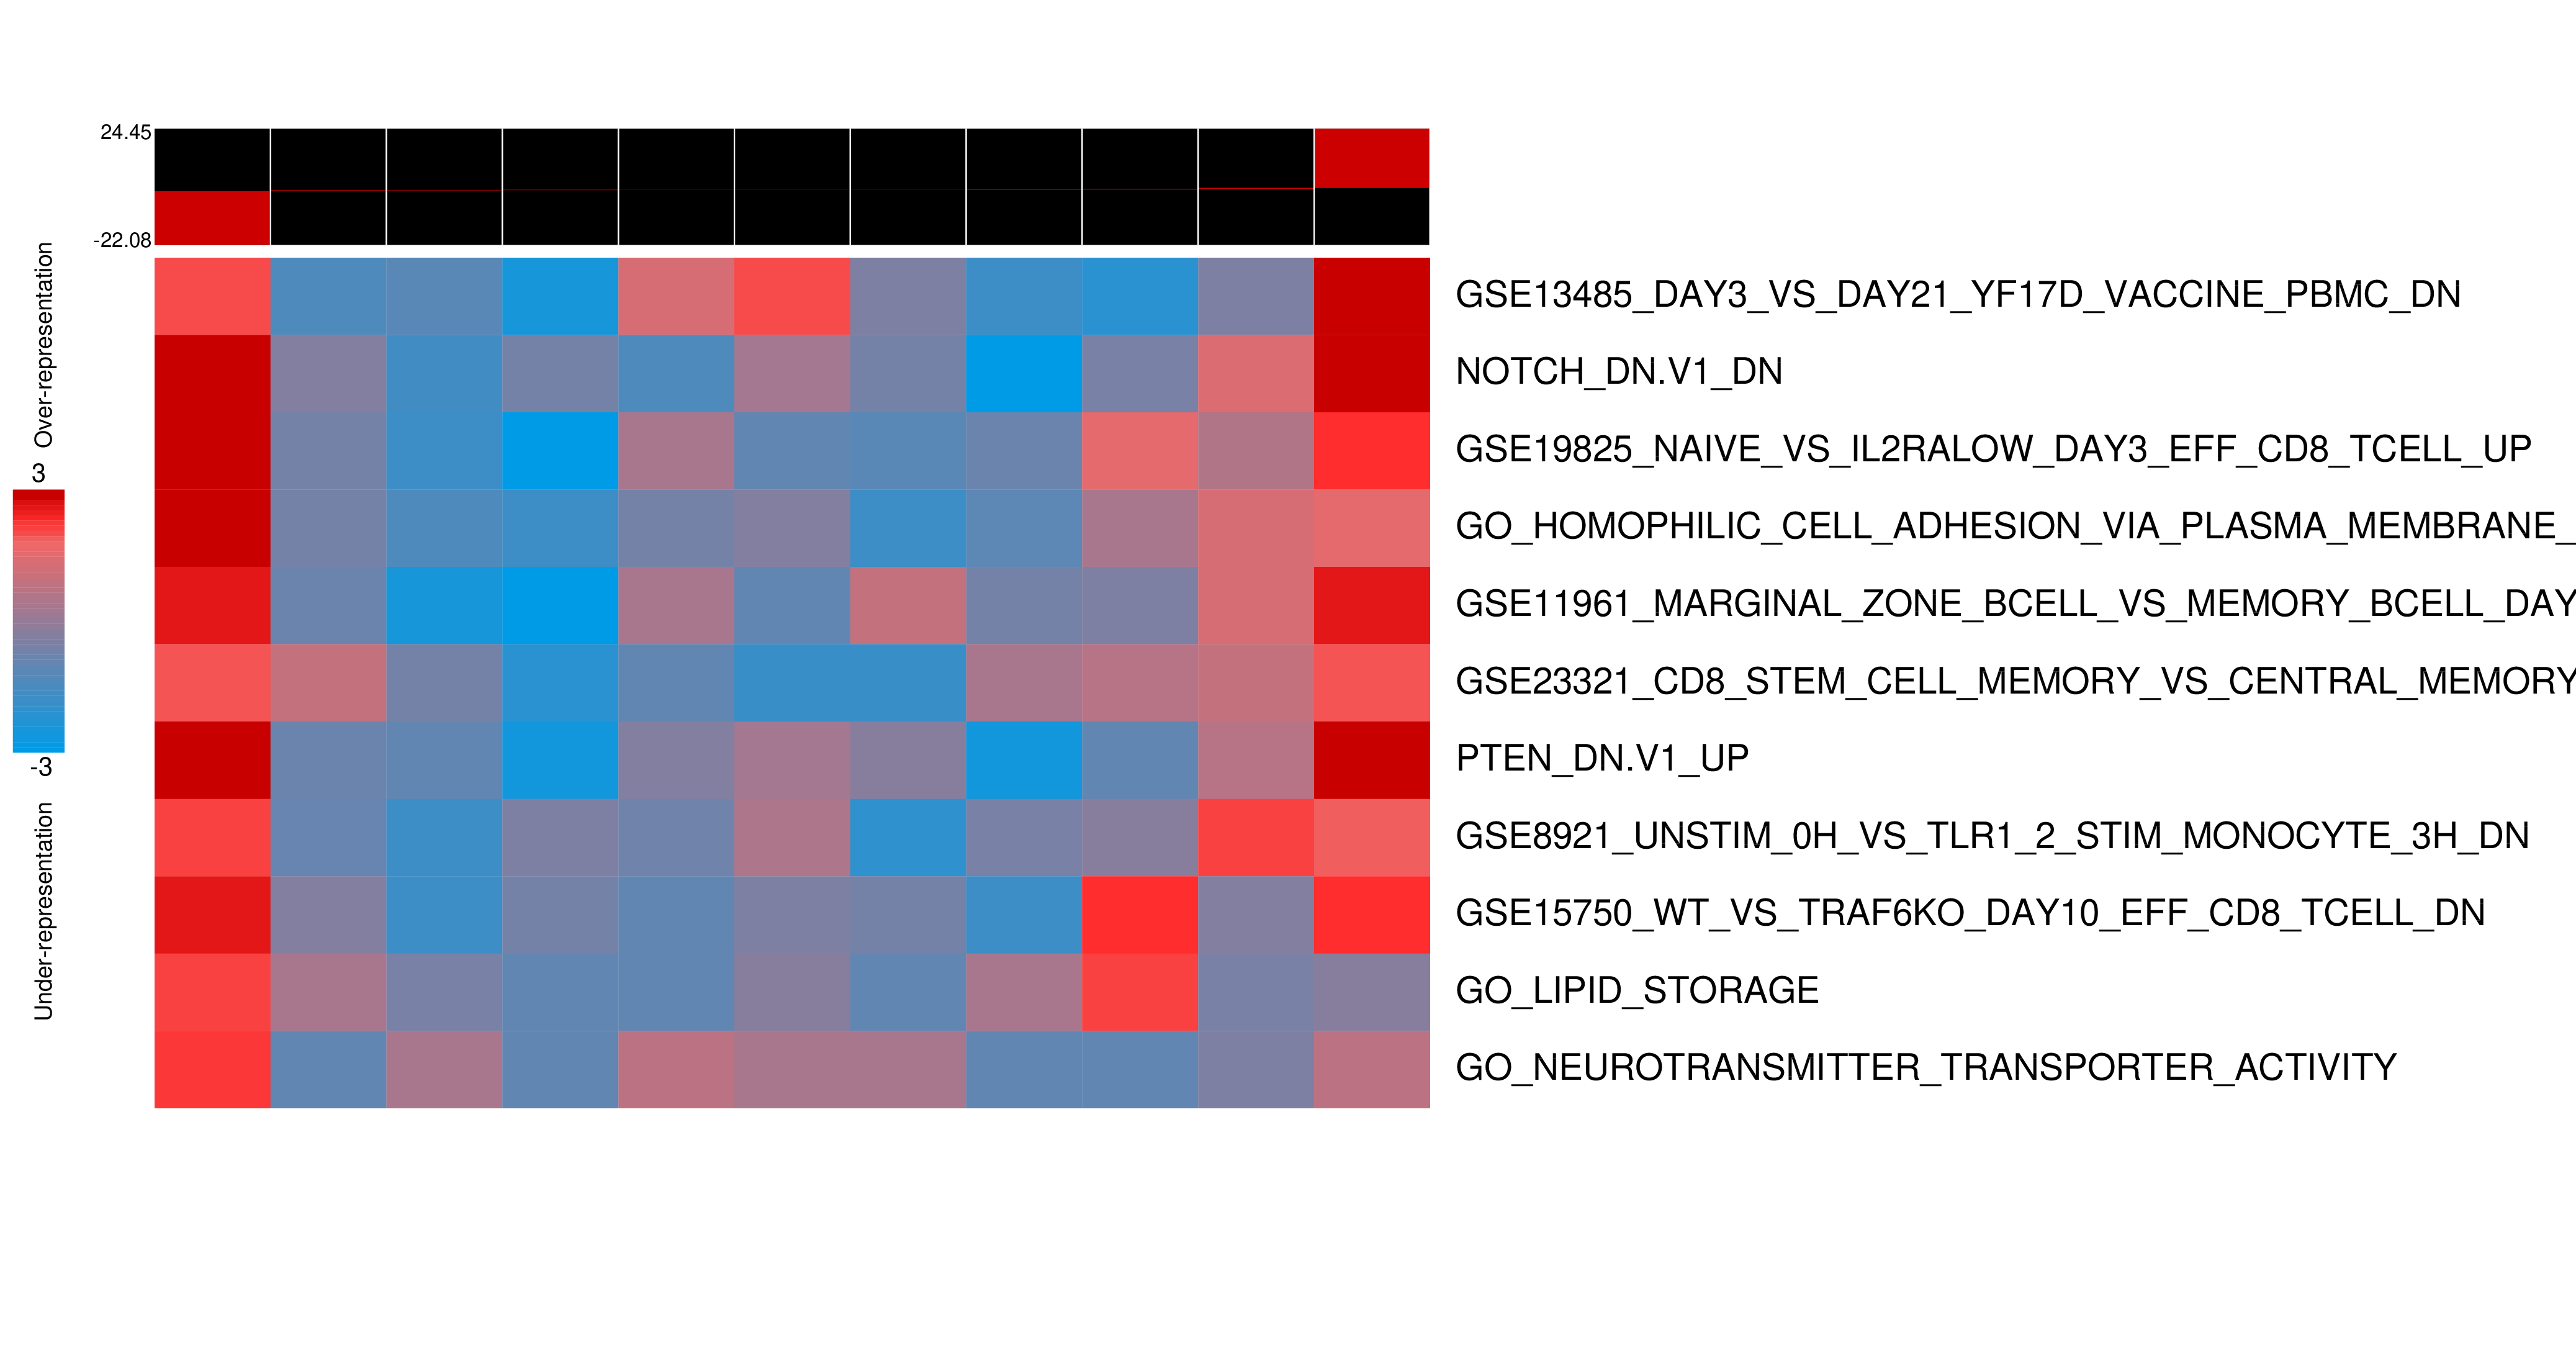 24.45
-22.08
Over-representation
3
-3
Under-representation
GSE13485_DAY3_VS_DAY21_YF17D_VACCINE_PBMC_DN
NOTCH_DN.V1_DN
GSE19825_NAIVE_VS_IL2RALOW_DAY3_EFF_CD8_TCELL_UP
GO_HOMOPHILIC_CELL_ADHESION_VIA_PLASMA_MEMBRANE_
GSE11961_MARGINAL_ZONE_BCELL_VS_MEMORY_BCELL_DAY
GSE23321_CD8_STEM_CELL_MEMORY_VS_CENTRAL_MEMORY
PTEN_DN.V1_UP
GSE8921_UNSTIM_0H_VS_TLR1_2_STIM_MONOCYTE_3H_DN
GSE15750_WT_VS_TRAF6KO_DAY10_EFF_CD8_TCELL_DN
GO_LIPID_STORAGE
GO_NEUROTRANSMITTER_TRANSPORTER_ACTIVITY